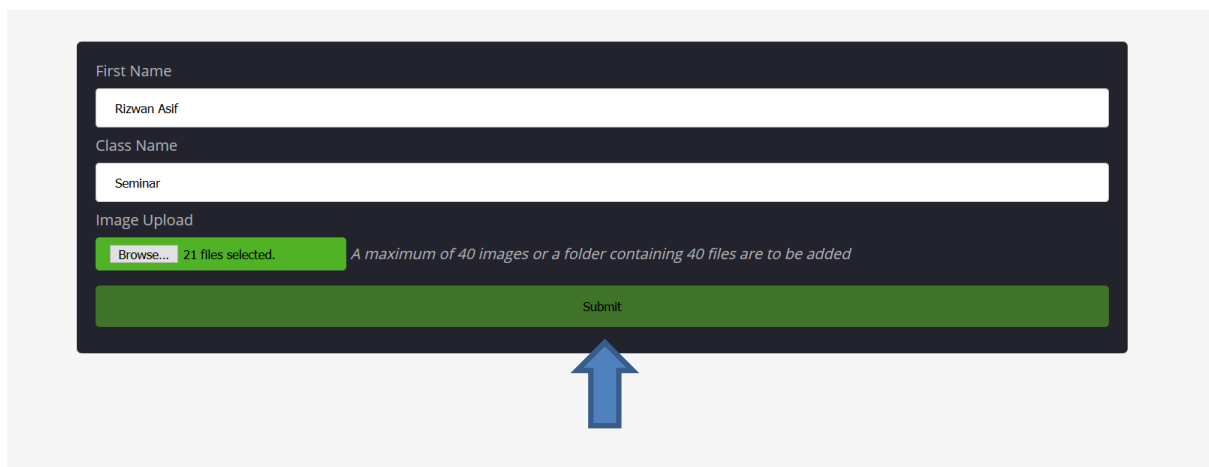 First Name
Rizwan Asif
Class Name
Seminar
Image Upload
Browse... 21 files selected. A maximum of 40 images or a folder containing 40 files are to be added
Submit